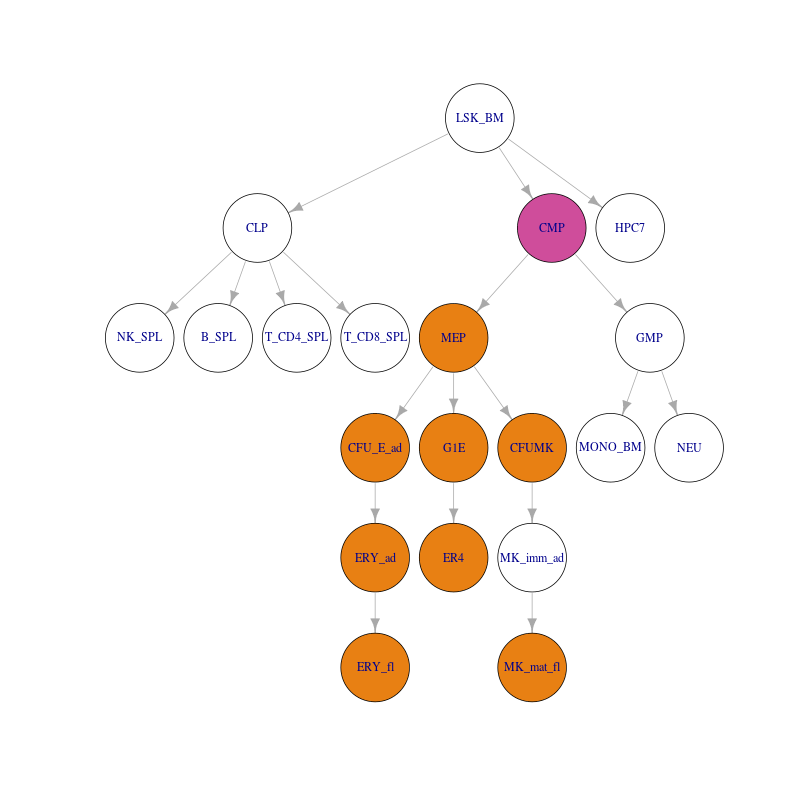 LSK_BM
CLP
CMP
HPC7
NK_SPL
B_SPL
T_CD4_SPL
T_CD8_SPL
MEP
GMP
CFU_E_ad
G1E
CFUMK
MONO_BM
NEU
ERY_ad
ER4
MK_imm_ad
ERY_fl
MK_mat_fl